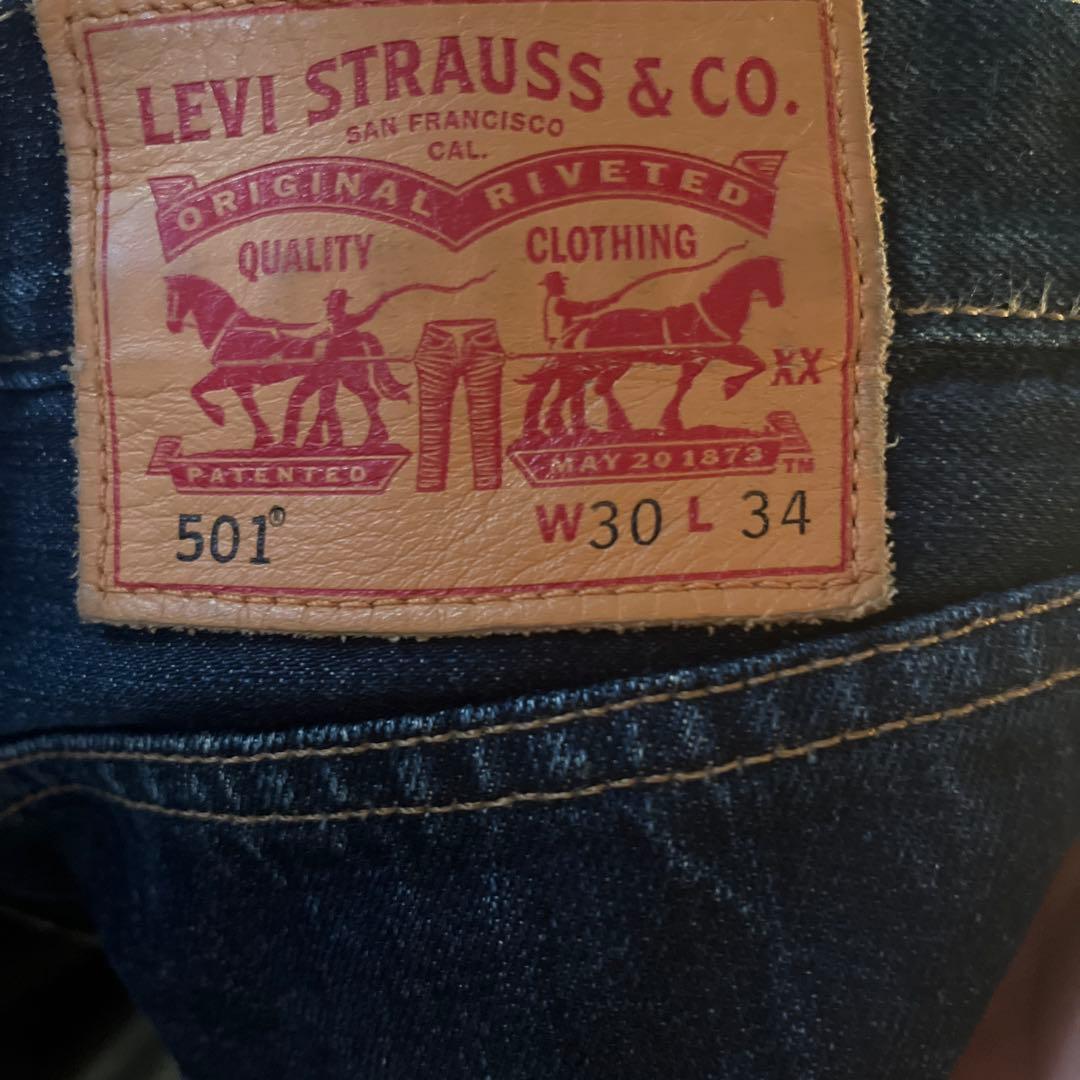 LEVI STRAUSS & CO.
SAN FRANCISCO
CAL.
ORIGINAL RIVETED
QUALITY CLOTHING
XX
PATENTED MAY 20 1873 ™
501® W30 L 34